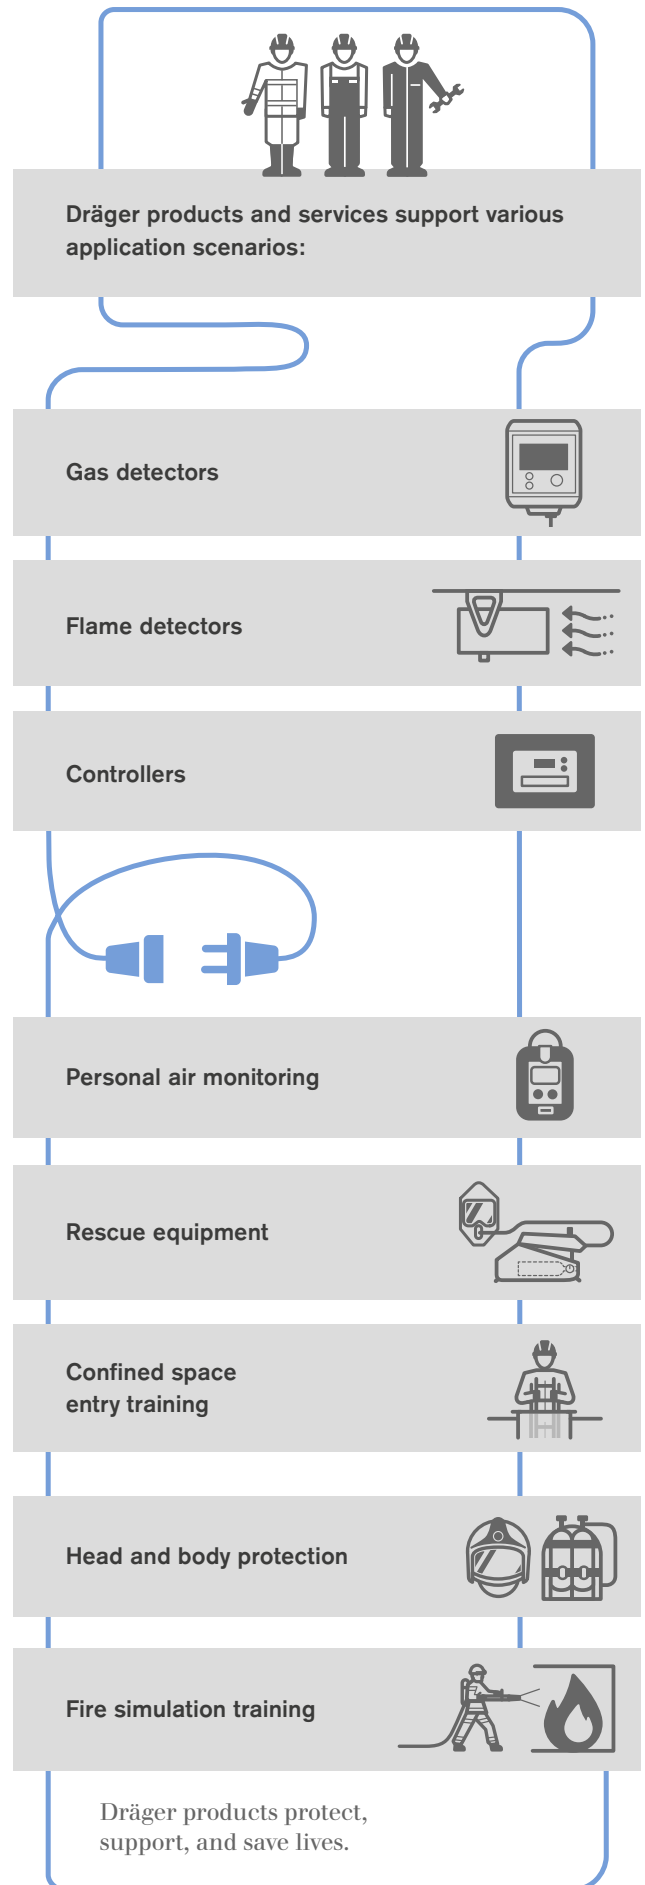 Dräger products and services support various
application scenarios:
Gas detectors
Flame detectors
Controllers
Personal air monitoring
Rescue equipment
Confined space
entry training
Head and body protection
Fire simulation training
Dräger products protect,
support, and save lives.